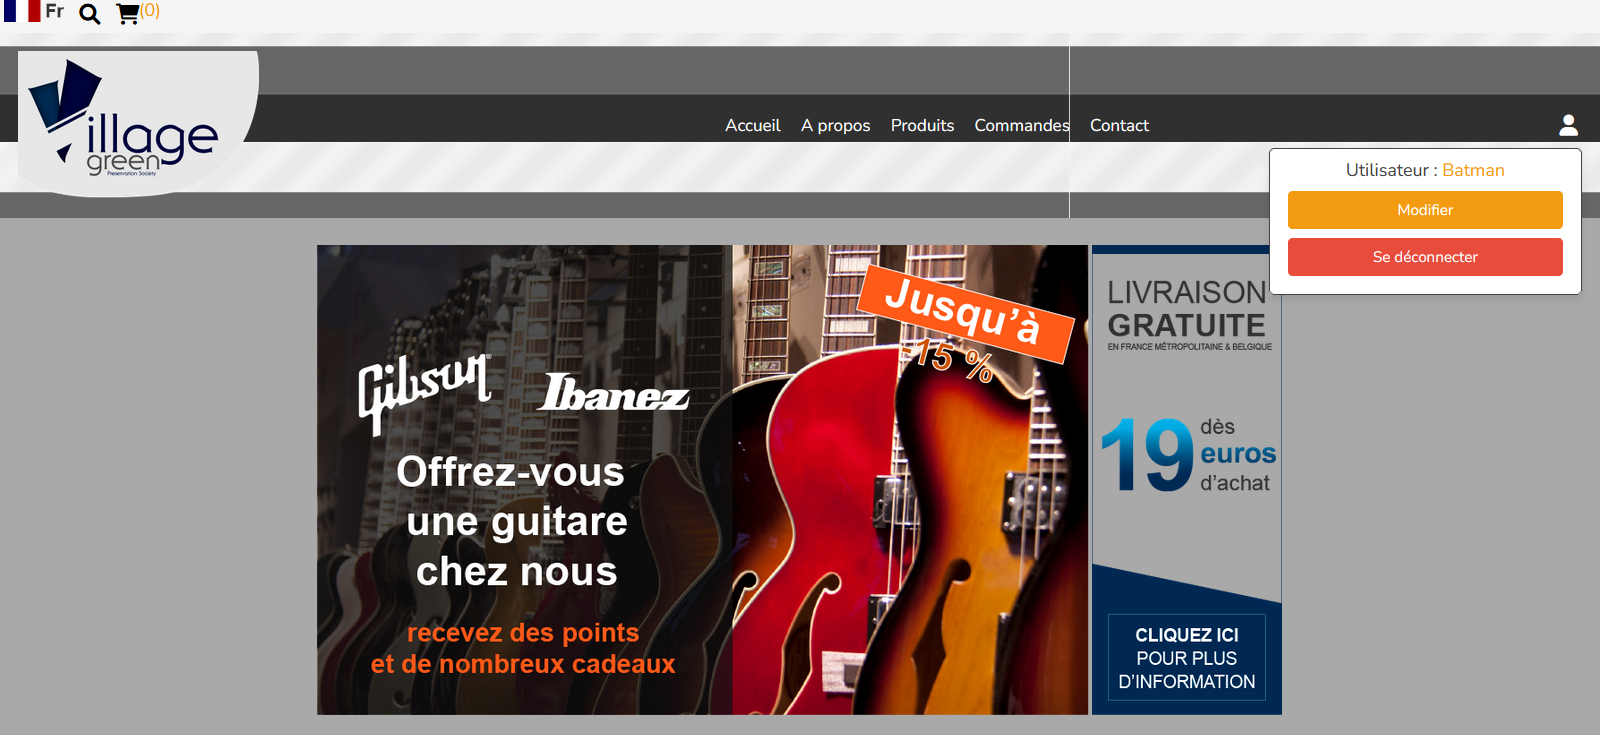 Fr
(0)
Village
green
Preservation Society
Accueil A propos Produits Commandes Contact
Utilisateur : Batman
Modifier
Se déconnecter
Gibson®
Ibanez
Offrez-vous
une guitare
chez nous
recevez des points
et de nombreux cadeaux
Jusqu’à
-15 %
LIVRAISON
GRATUITE
EN FRANCE MÉTROPOLITAINE & BELGIQUE
19 dès
euros
d’achat
CLIQUEZ ICI
POUR PLUS
D’INFORMATION